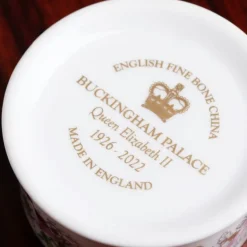 ENGLISH FINE BONE CHINA
BUCKINGHAM PALACE
Queen Elizabeth II
1926 - 2022
MADE IN ENGLAND